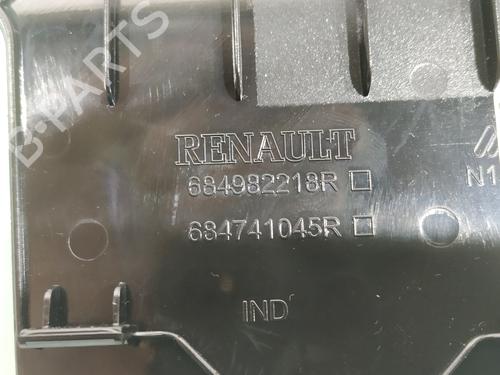 B-PARTS
RENAULT
684982218R
N1
684741045R
IND